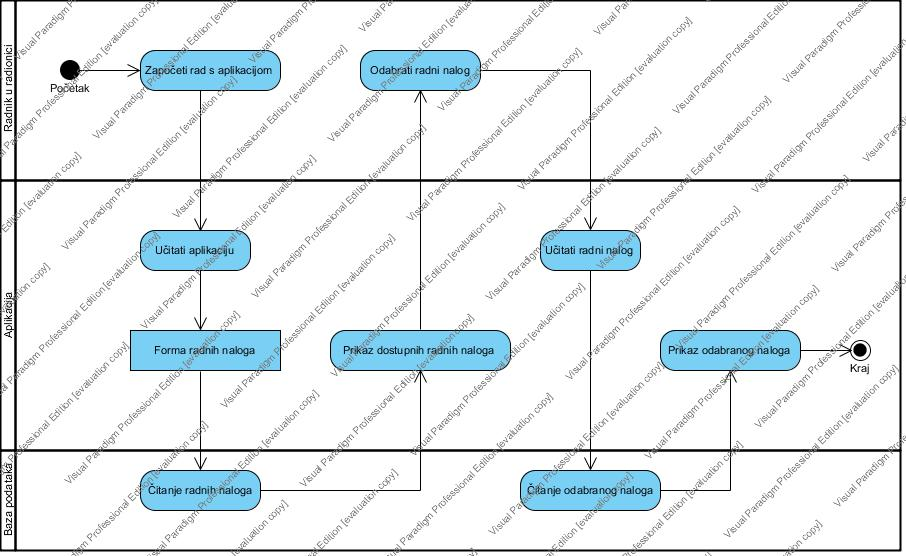 Radnik u radionici
Početak
Započeti rad s aplikacijom
Odabrati radni nalog
Aplikacija
Učitati aplikaciju
Učitati radni nalog
Forma radnih naloga
Prikaz dostupnih radnih naloga
Prikaz odabranog naloga
Kraj
Baza podataka
Čitanje radnih naloga
Čitanje odabranog naloga
Visual Paradigm Professional Edition [evaluation copy]